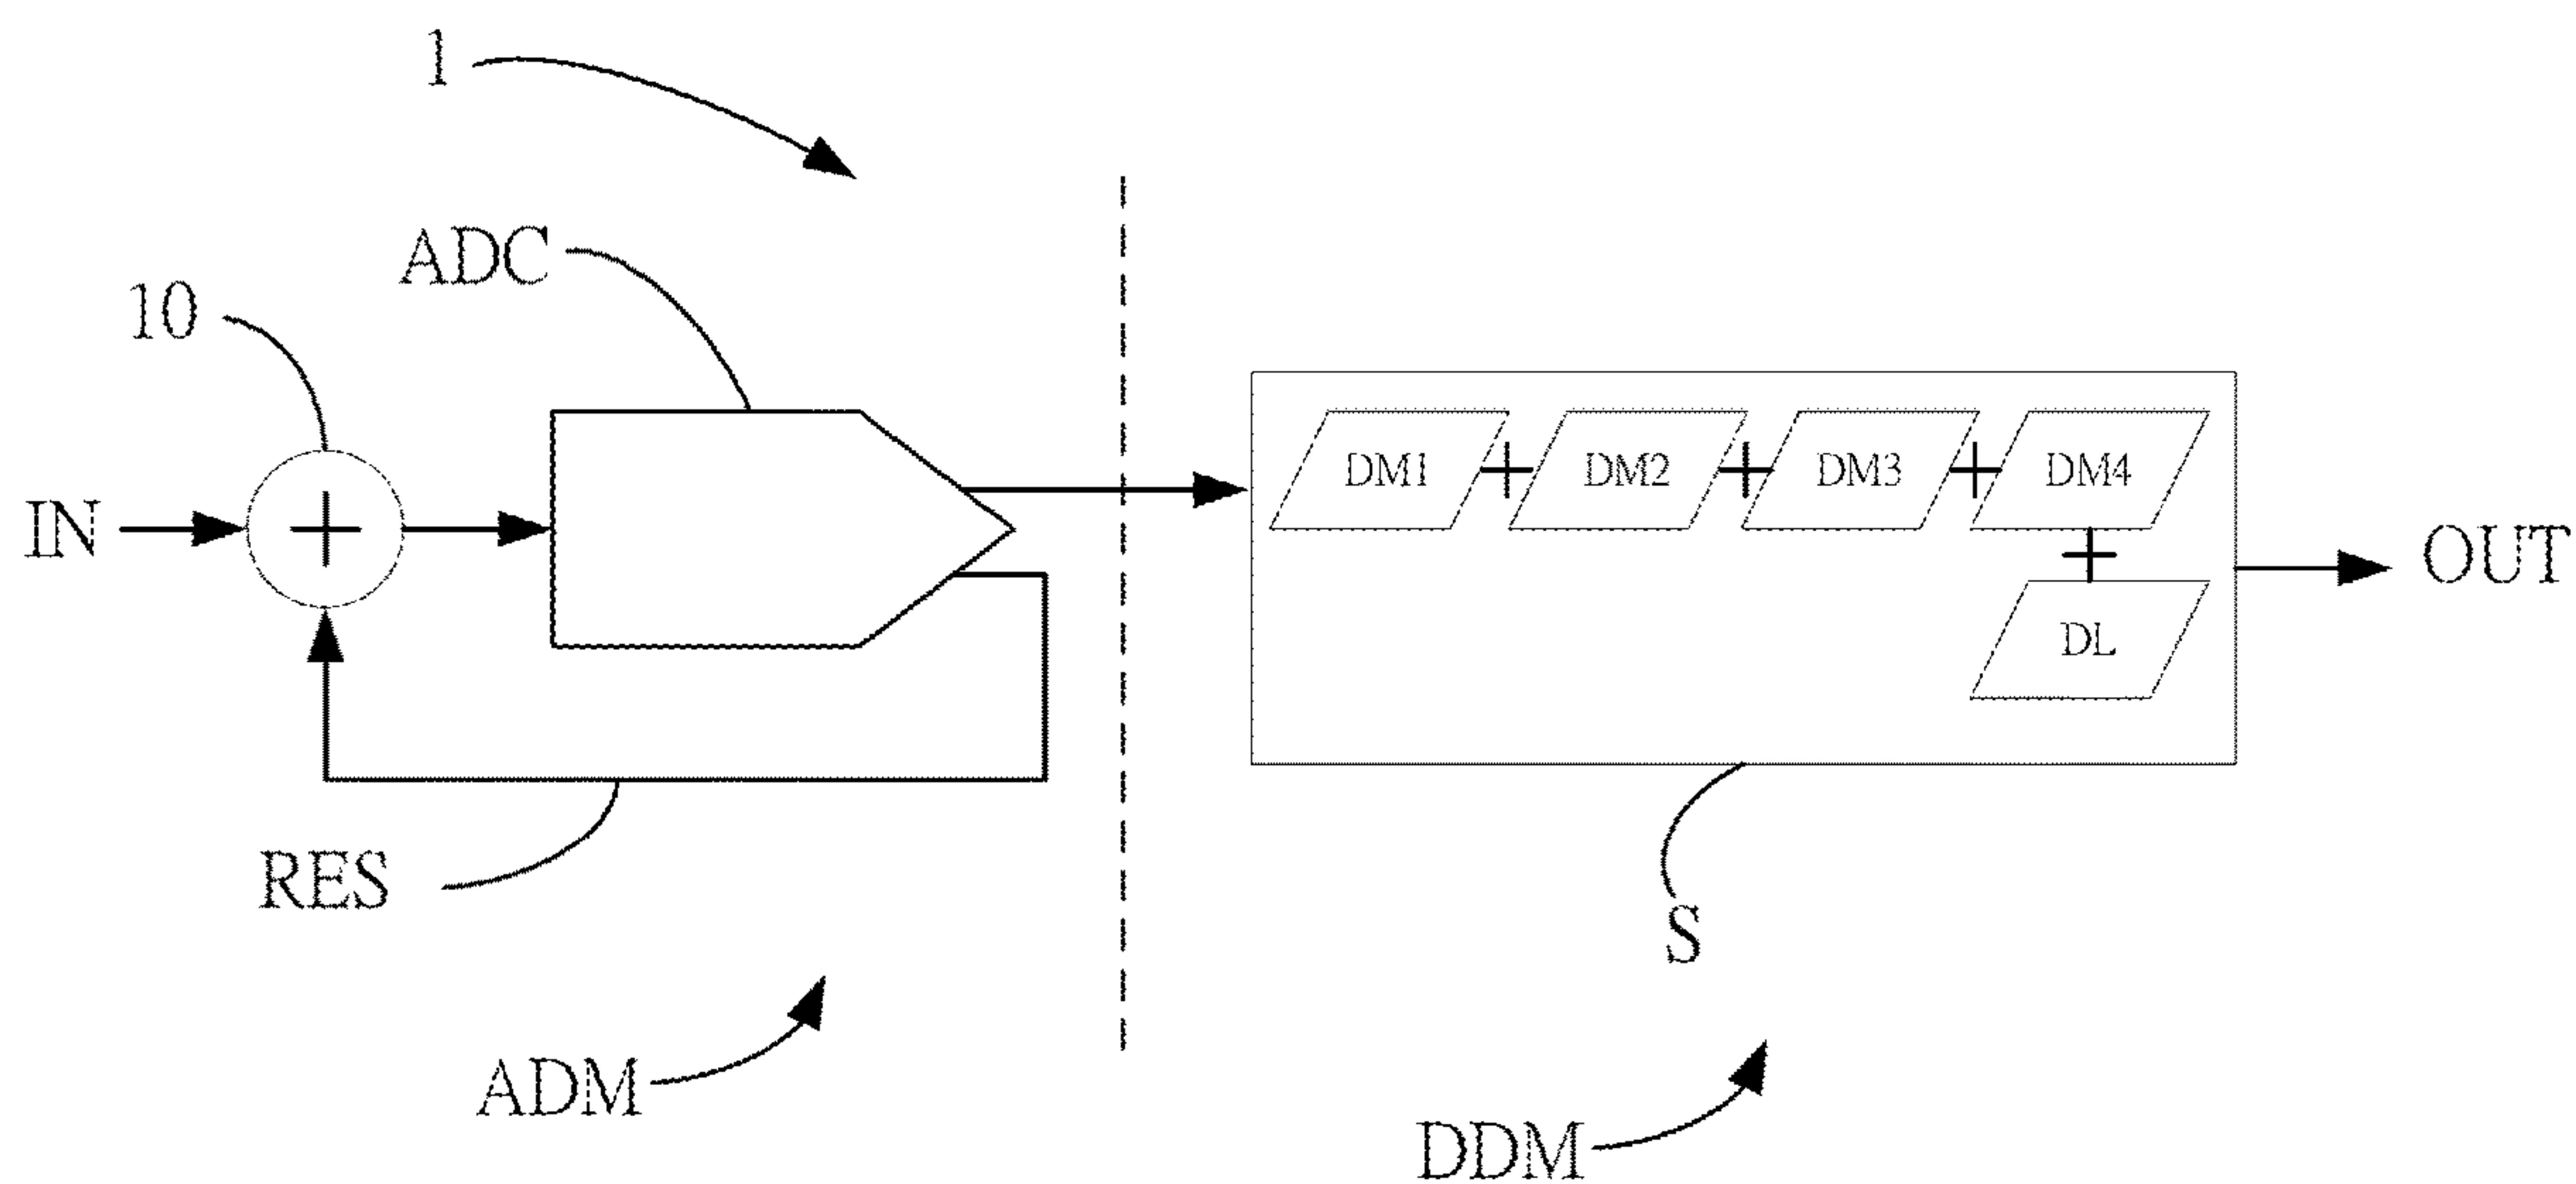 1
ADC
10
IN
DM1 + DM2 + DM3 + DM4
+
DL
OUT
+
RES
S
ADM
DDM